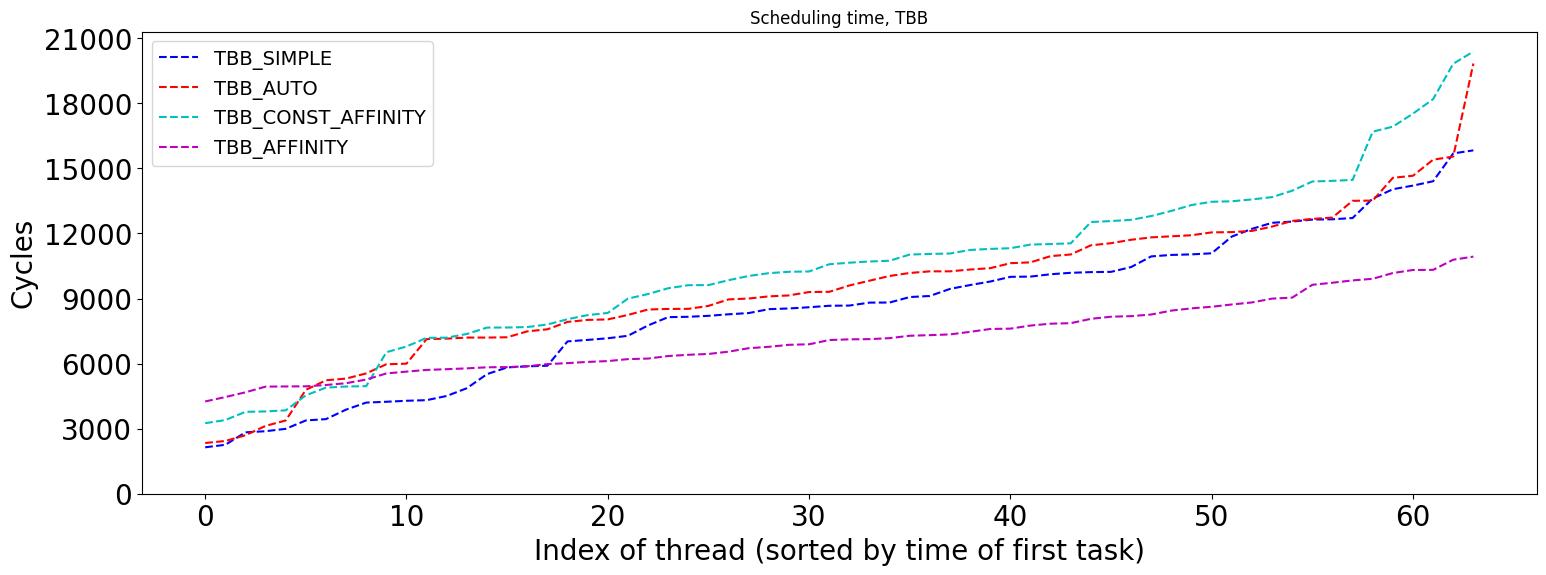 Scheduling time, TBB
21000
18000
15000
12000
9000
6000
3000
0
Cycles
TBB_SIMPLE
TBB_AUTO
TBB_CONST_AFFINITY
TBB_AFFINITY
0 10 20 30 40 50 60
Index of thread (sorted by time of first task)